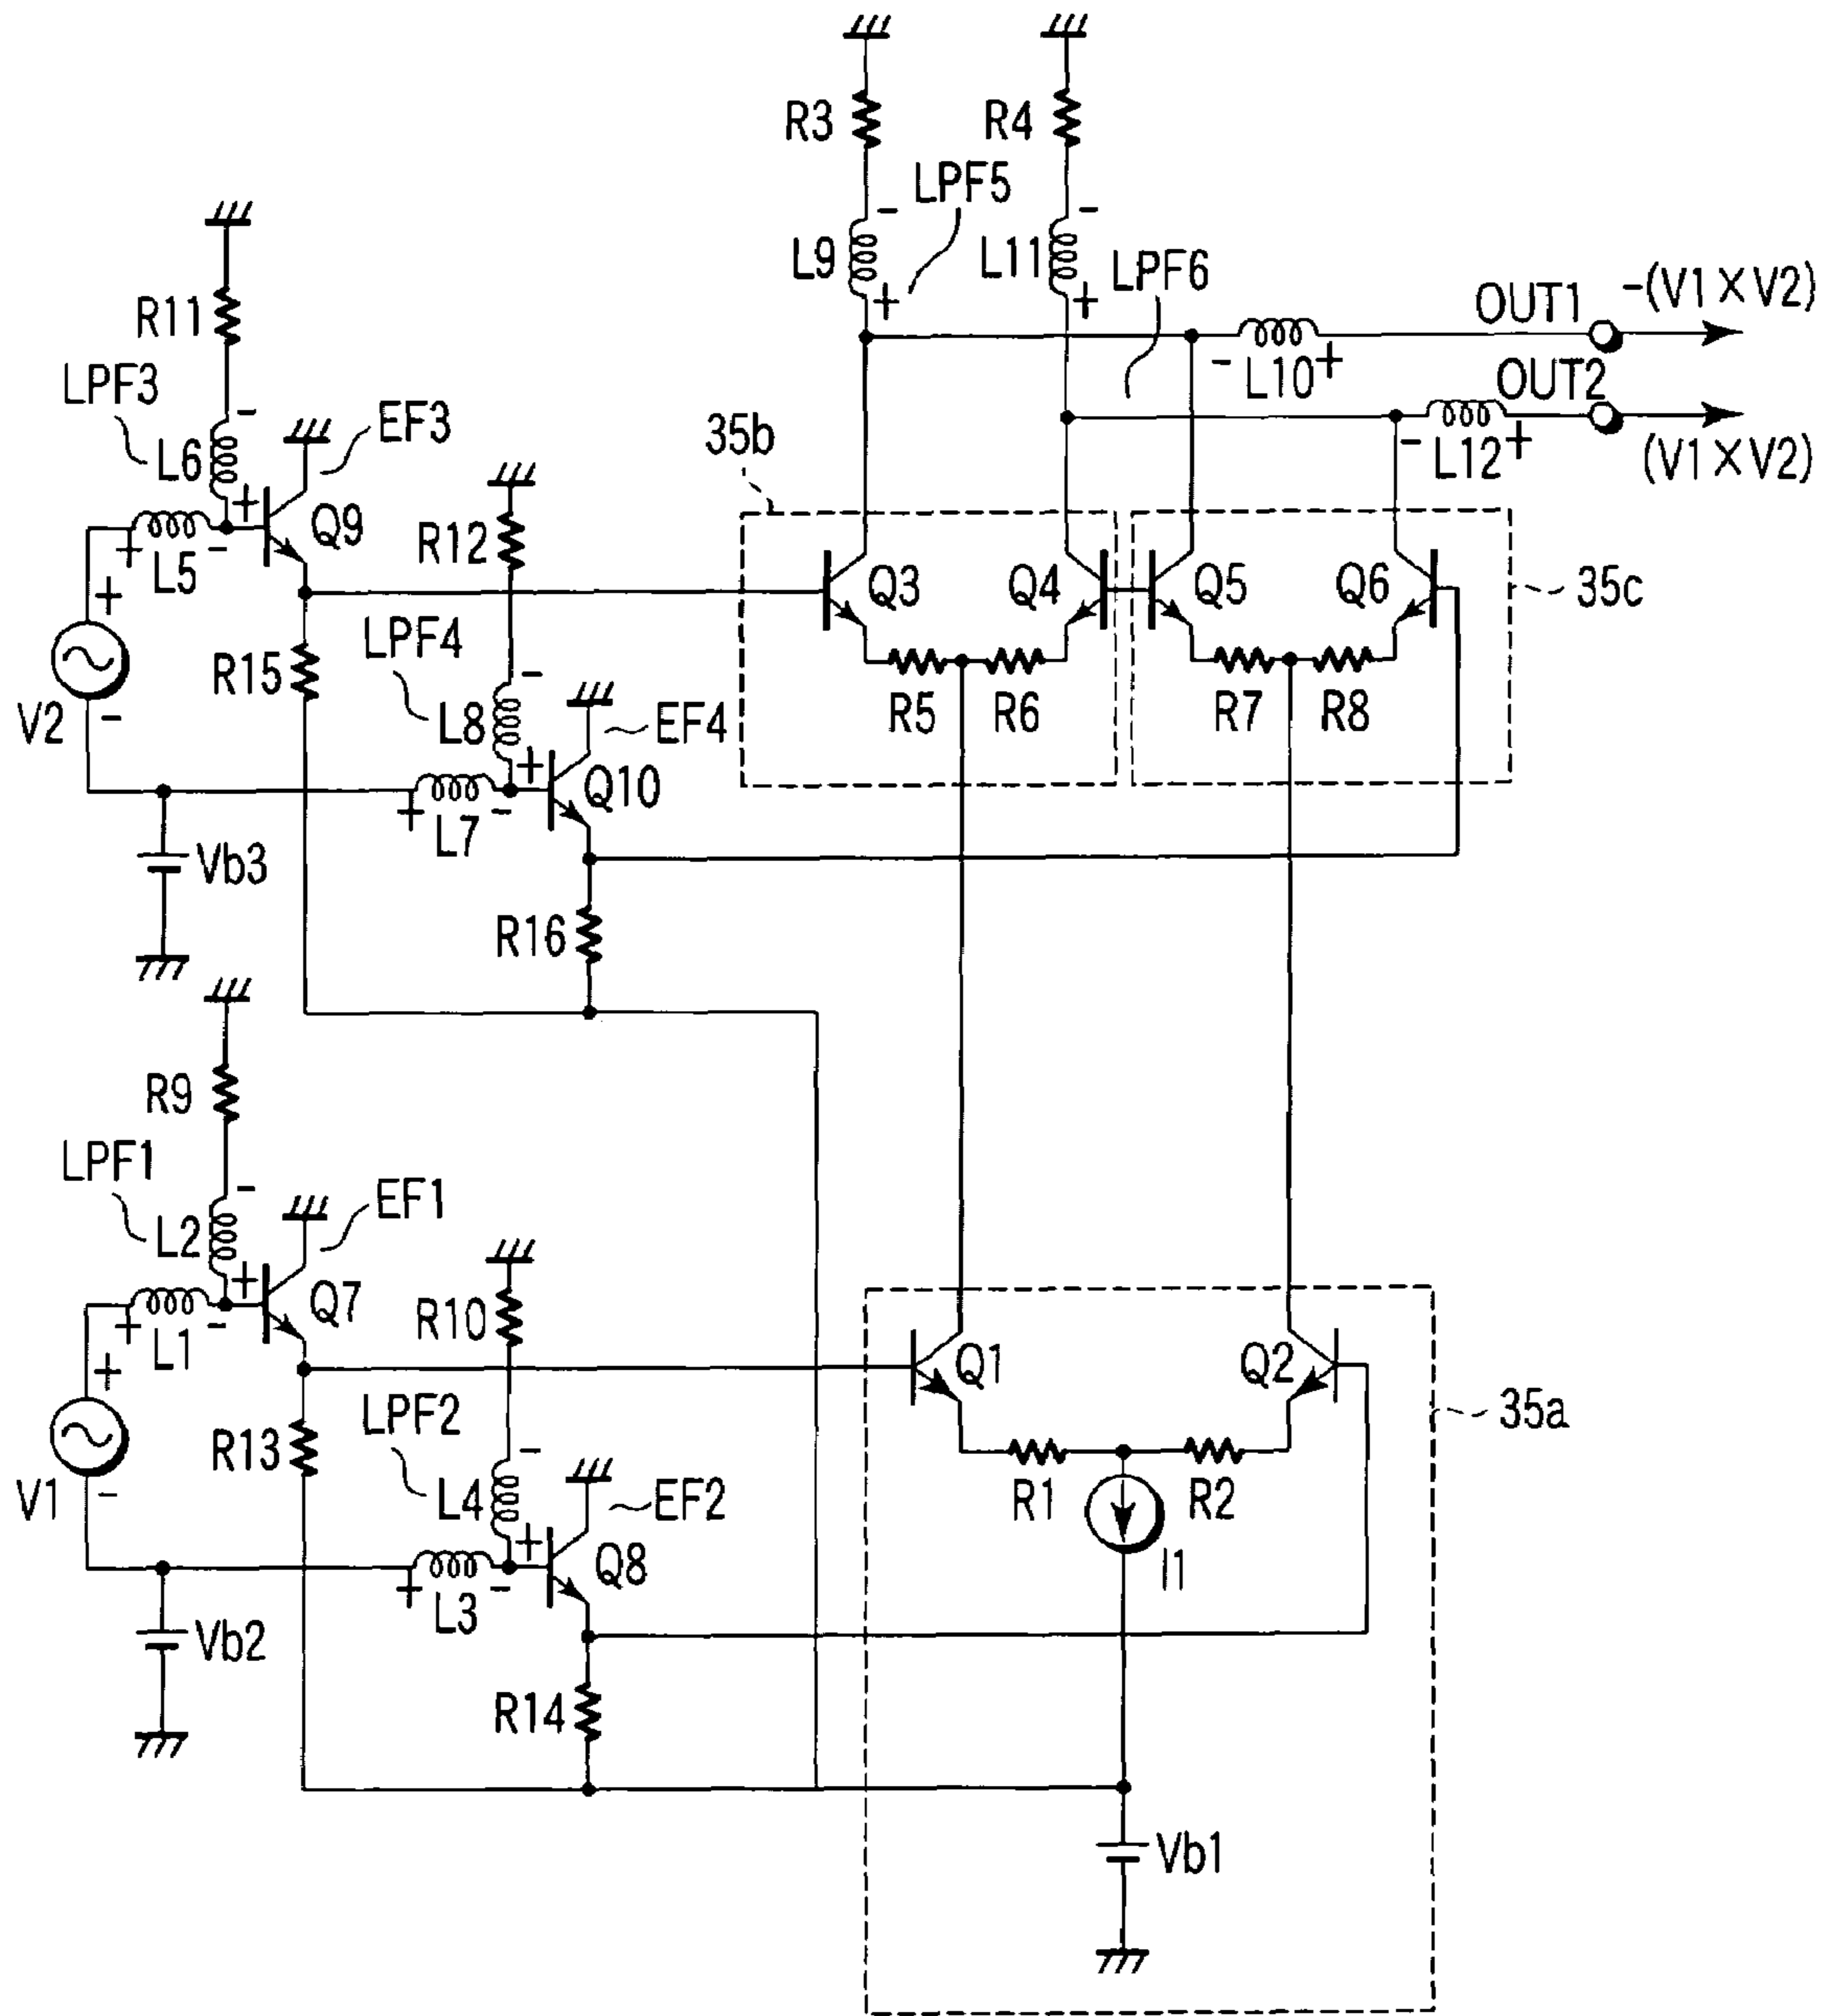 R3
R4
LPF5
L9
-
+
L11
-
+
LPF6
OUT1
-(V1×V2)
- L10 +
OUT2
(V1×V2)
- L12 +
R11
LPF3
L6
-
+
EF3
Q9
+ L5 -
R12
35b
Q3
Q4
Q5
Q6
35c
+
V2
-
R15
LPF4
L8
-
+
EF4
Q10
R5
R6
R7
R8
+ L7 -
Vb3
R16
R9
LPF1
L2
-
+
EF1
Q7
+ L1 -
R10
Q1
Q2
35a
+
V1
-
R13
LPF2
L4
-
+
EF2
Q8
R1
R2
I1
+ L3 -
Vb2
R14
Vb1